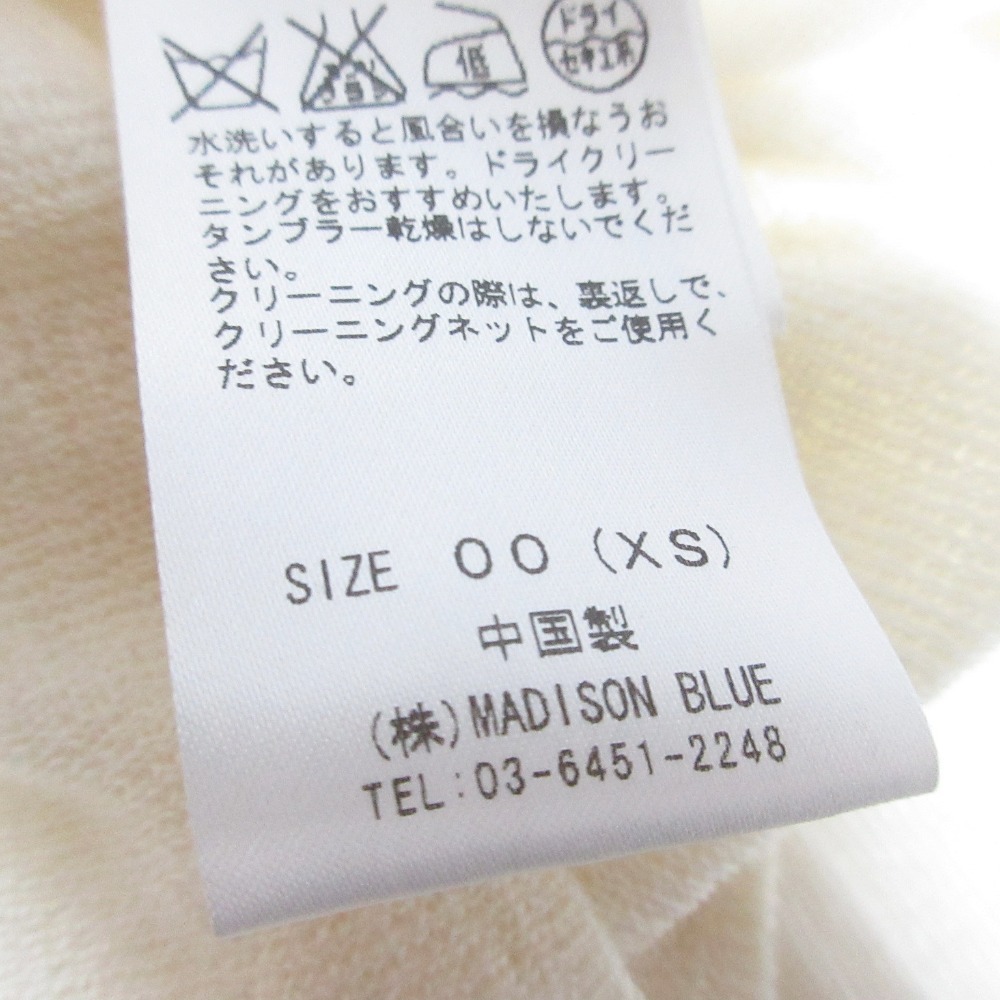 低
ドライ
セキユ系
水洗いすると風合いを損なうお
それがあります。ドライクリー
ニングをおすすめいたします。
タンブラー乾燥はしないでくだ
さい。
クリーニングの際は、裏返しで、
クリーニングネットをご使用く
ださい。
SIZE 00 (XS)
中国製
(株)MADISON BLUE
TEL:03-6451-2248